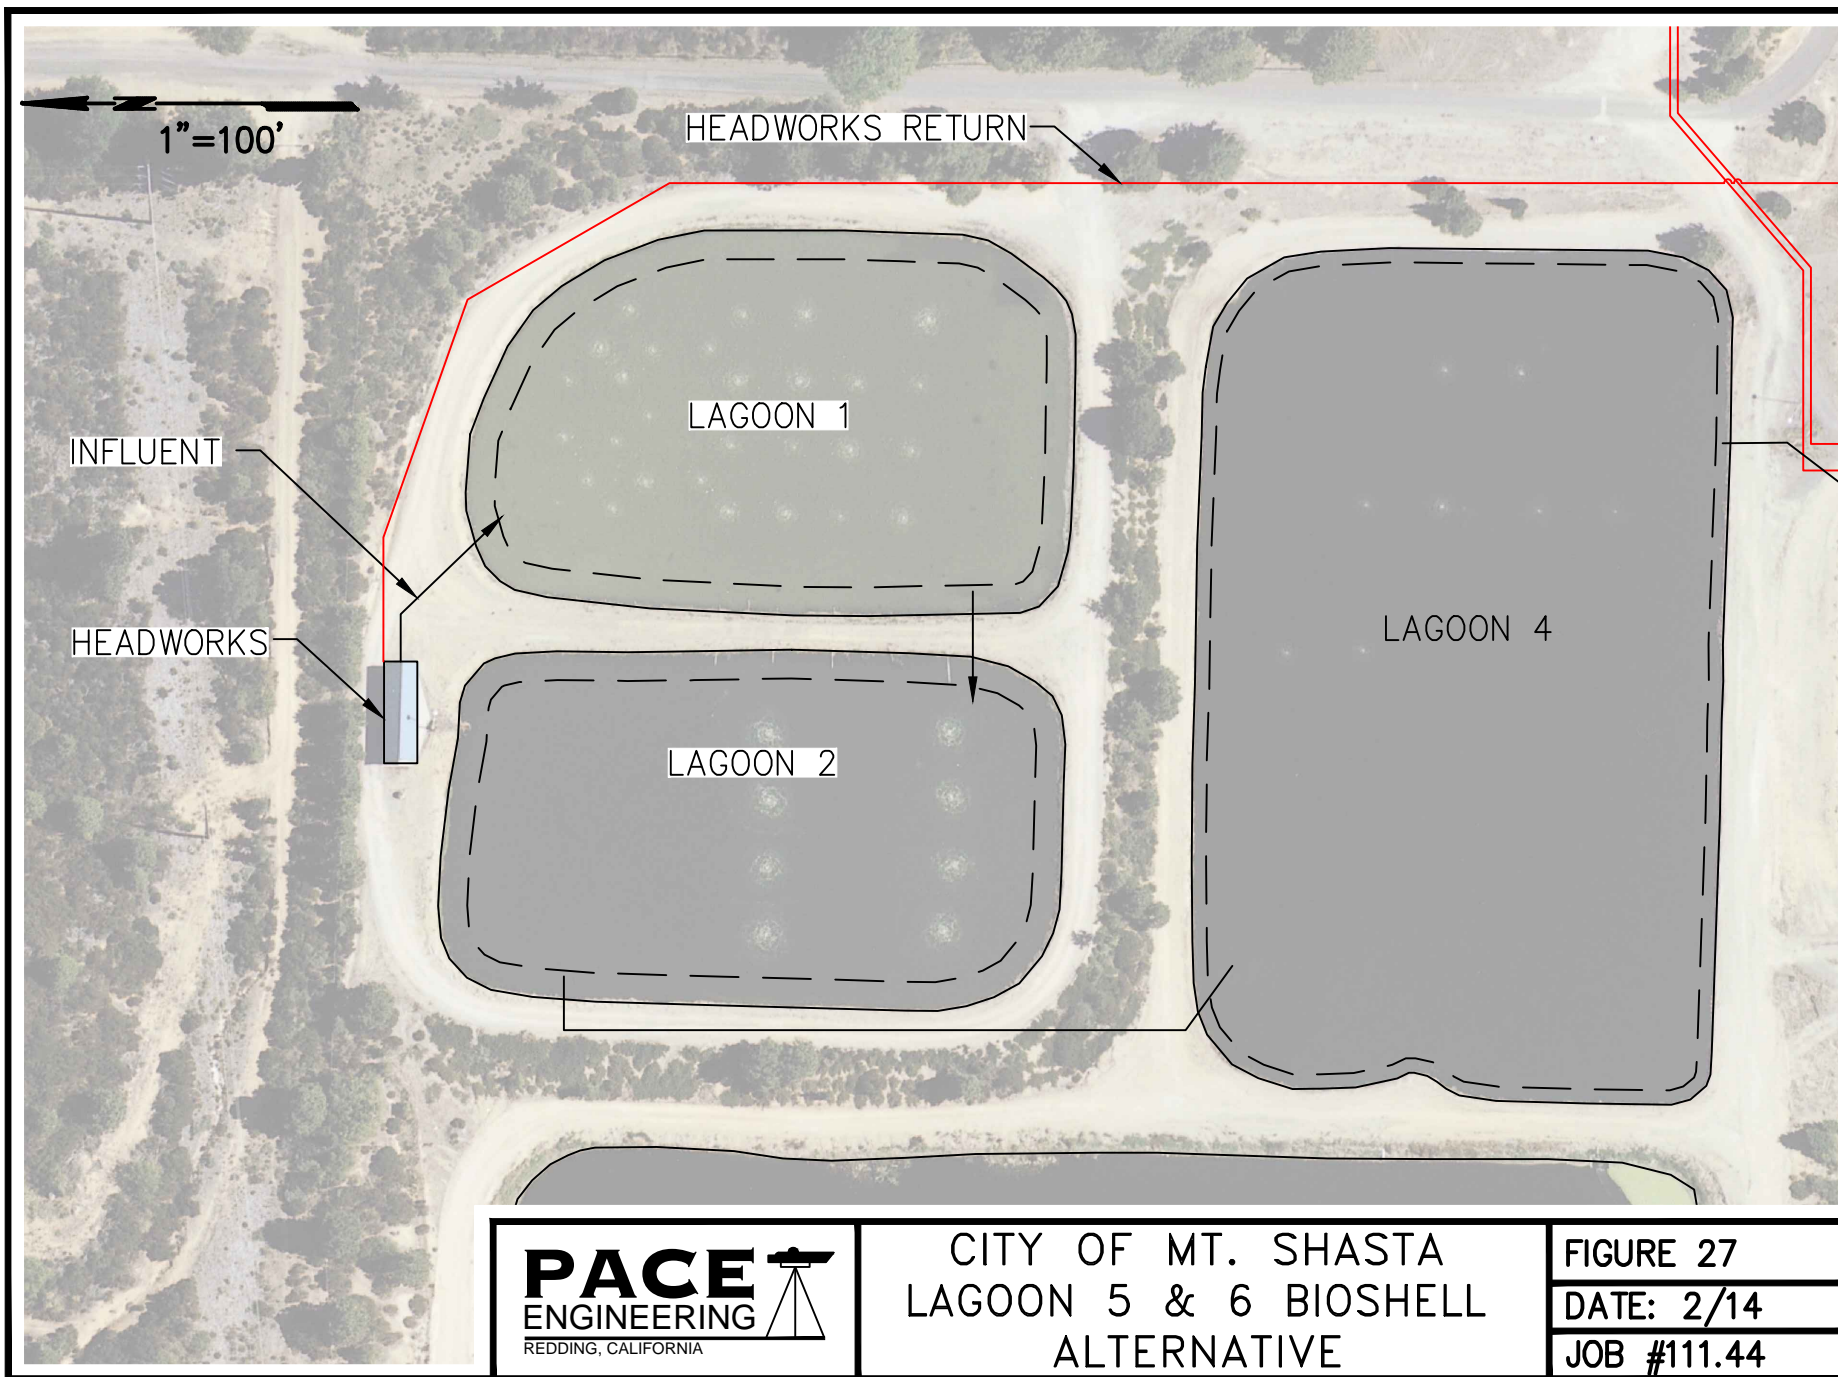 1"=100'
HEADWORKS RETURN
LAGOON 1
INFLUENT
LAGOON 4
HEADWORKS
LAGOON 2
PACE
ENGINEERING
REDDING, CALIFORNIA
CITY OF MT. SHASTA
LAGOON 5 & 6 BIOSHELL
ALTERNATIVE
FIGURE 27
DATE: 2/14
JOB #111.44